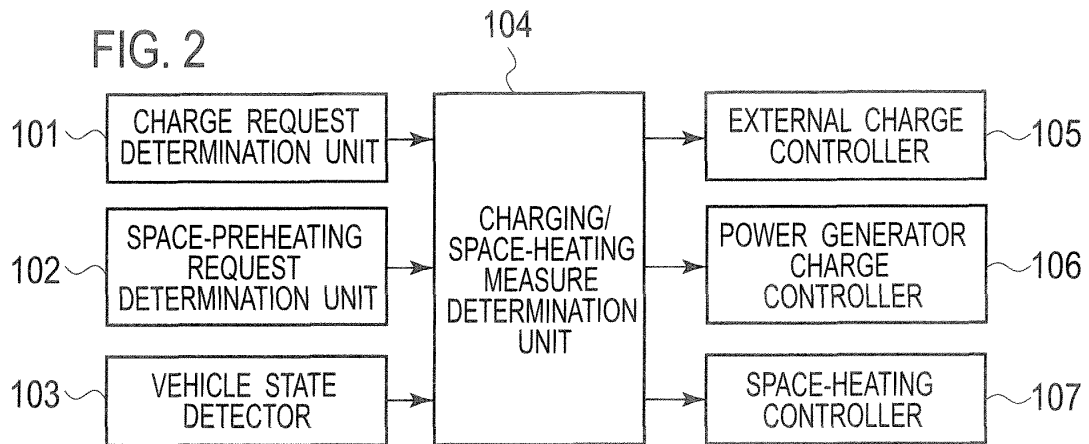 FIG. 2
104
101
CHARGE REQUEST
DETERMINATION UNIT
102
SPACE-PREHEATING
REQUEST
DETERMINATION UNIT
103
VEHICLE STATE
DETECTOR
CHARGING/
SPACE-HEATING
MEASURE
DETERMINATION
UNIT
EXTERNAL CHARGE
CONTROLLER
105
POWER GENERATOR
CHARGE
CONTROLLER
106
SPACE-HEATING
CONTROLLER
107